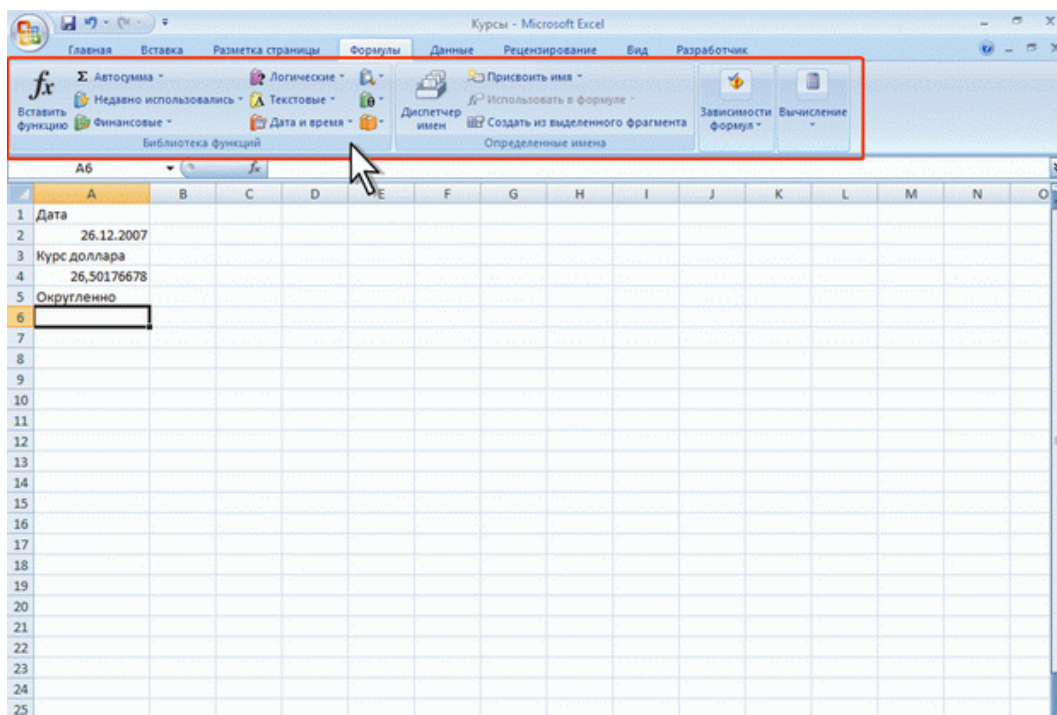 Курсы - Microsoft Excel
Главная Вставка Разметка страницы Формулы Данные Рецензирование Вид Разработчик
fx Вставить функцию
Σ Автосумма
Недавно использовались
Финансовые
Логические
Текстовые
Дата и время
Библиотека функций
Диспетчер имен
Присвоить имя
Использовать в формуле
Создать из выделенного фрагмента
Определенные имена
Зависимости формул
Вычисление
A6 fx
A B C D E F G H I J K L M N O
1 Дата
2 26.12.2007
3 Курс доллара
4 26,50176678
5 Округленно
6
7
8
9
10
11
12
13
14
15
16
17
18
19
20
21
22
23
24
25